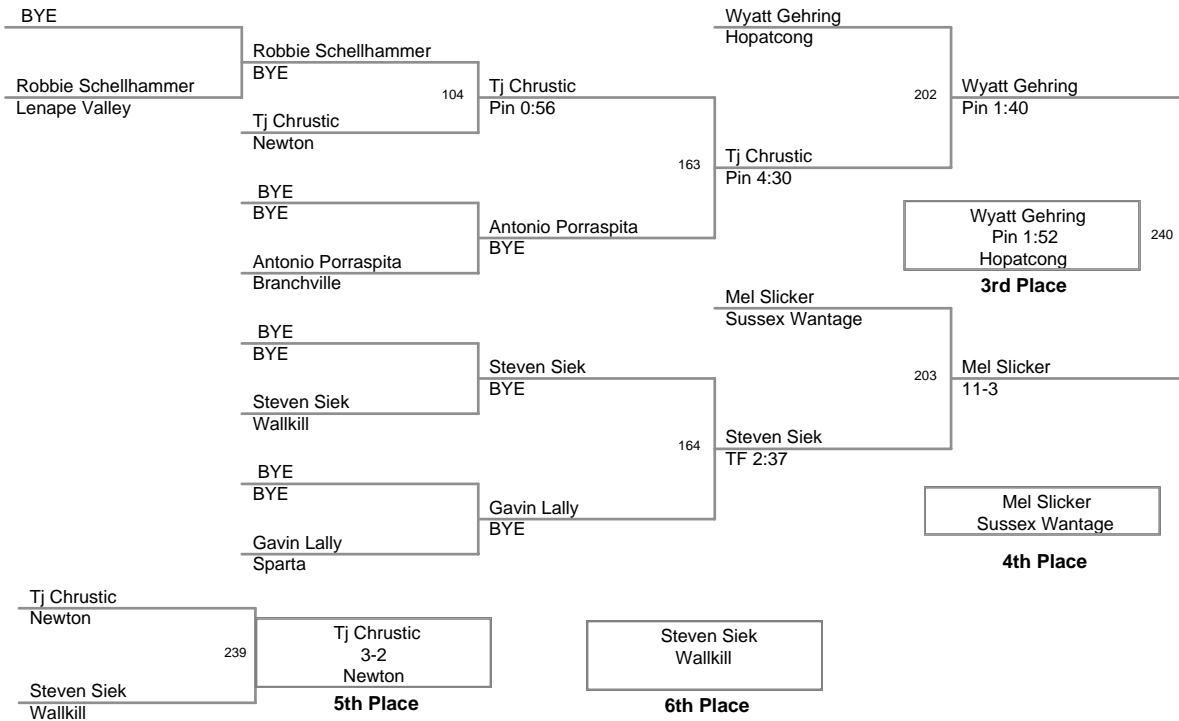 BYE
Robbie Schellhammer
Lenape Valley
Robbie Schellhammer
BYE
104
Tj Chrustic
Newton
BYE
BYE
Antonio Porraspita
Branchville
BYE
BYE
Steven Siek
Wallkill
BYE
BYE
Gavin Lally
Sparta
Tj Chrustic
Pin 0:56
163
Antonio Porraspita
BYE
Steven Siek
BYE
164
Gavin Lally
BYE
Wyatt Gehring
Hopatcong
202
Tj Chrustic
Pin 4:30
Mel Slicker
Sussex Wantage
203
Steven Siek
TF 2:37
Wyatt Gehring
Pin 1:40
Wyatt Gehring
Pin 1:52
Hopatcong
240
3rd Place
Mel Slicker
11-3
Mel Slicker
Sussex Wantage
4th Place
Tj Chrustic
Newton
239
Steven Siek
Wallkill
Tj Chrustic
3-2
Newton
5th Place
Steven Siek
Wallkill
6th Place